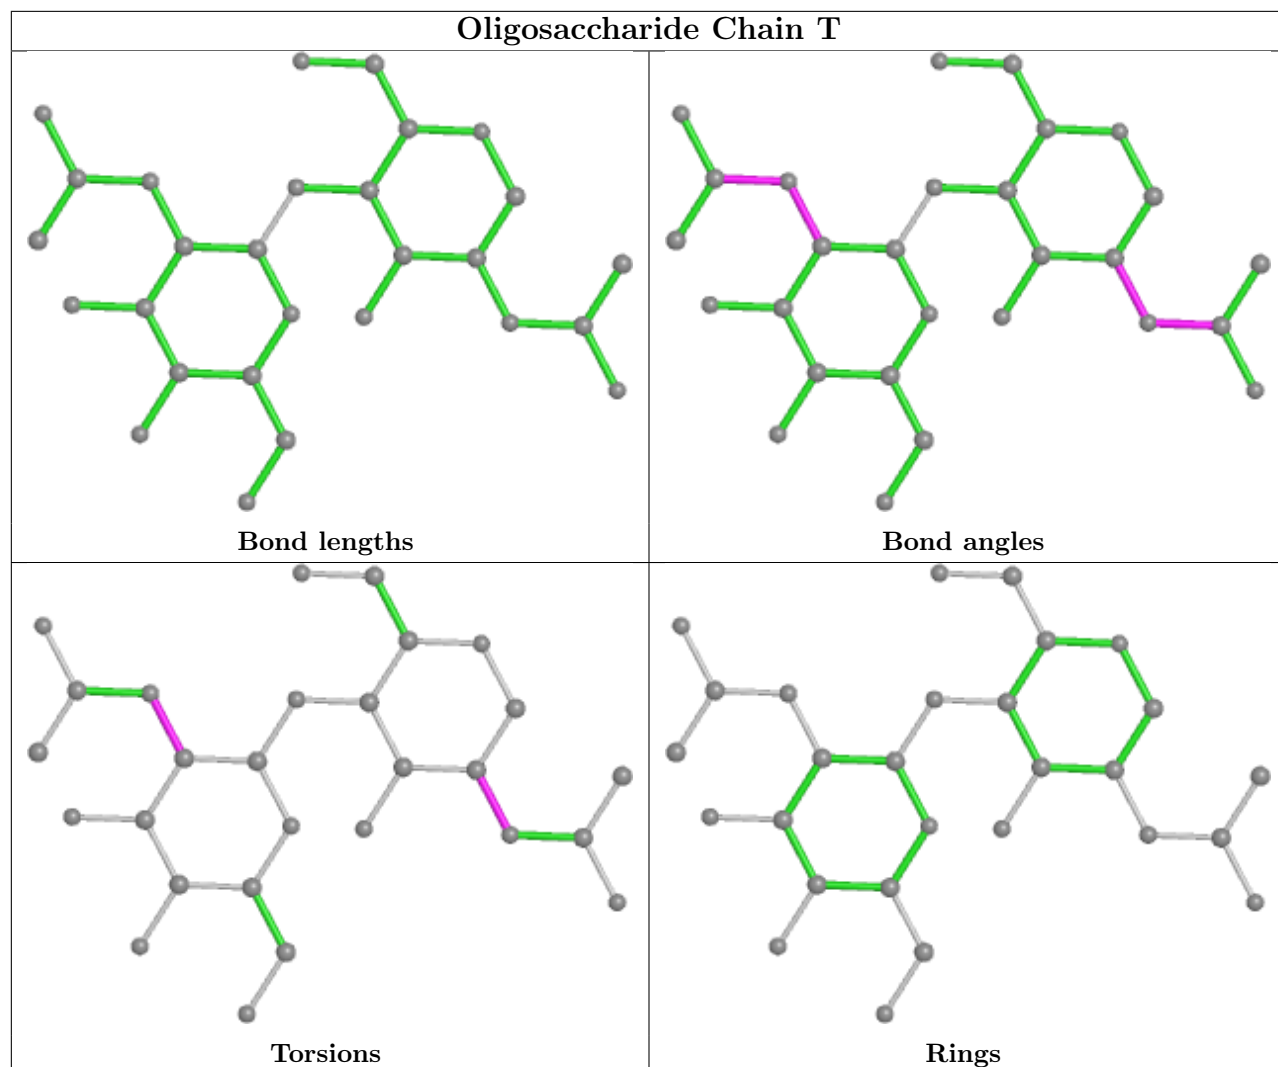 Oligosaccharide Chain T
Bond lengths
Bond angles
Torsions
Rings